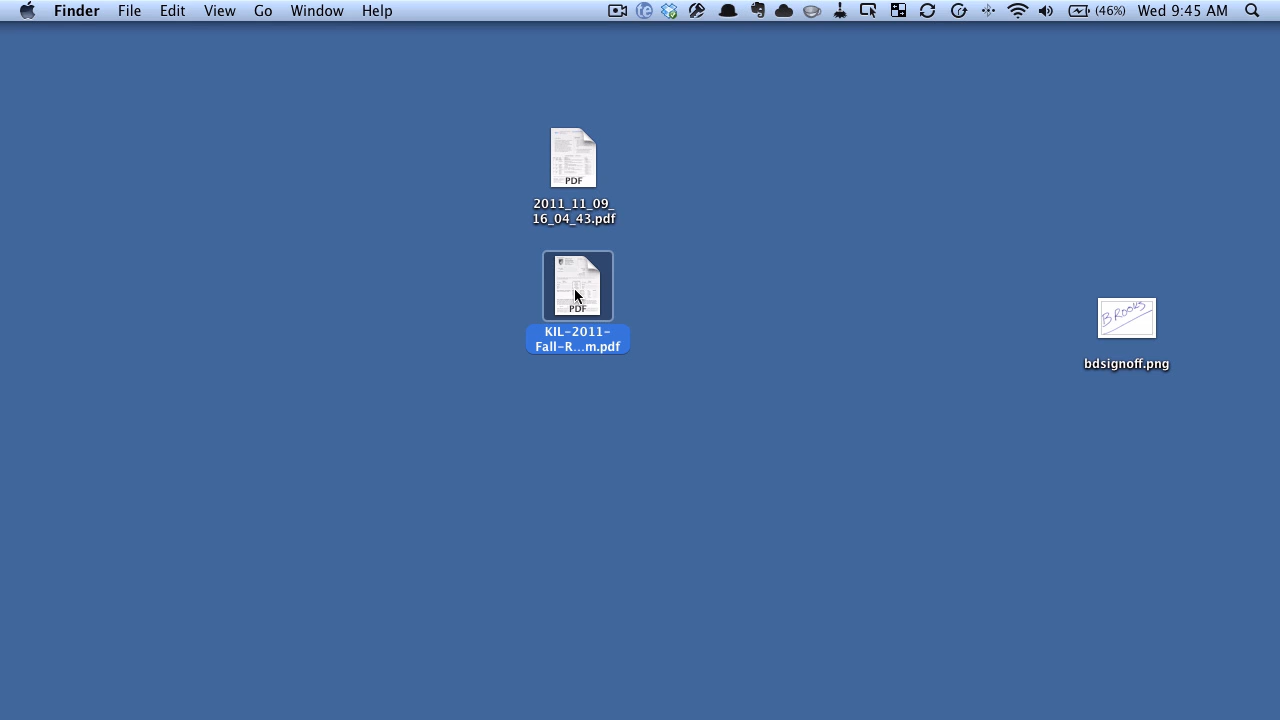 Finder File Edit View Go Window Help (46%) Wed 9:45 AM
PDF
2011_11_09_
16_04_43.pdf
PDF
KIL-2011-
Fall-R...m.pdf
BROOKS
bdsignoff.png